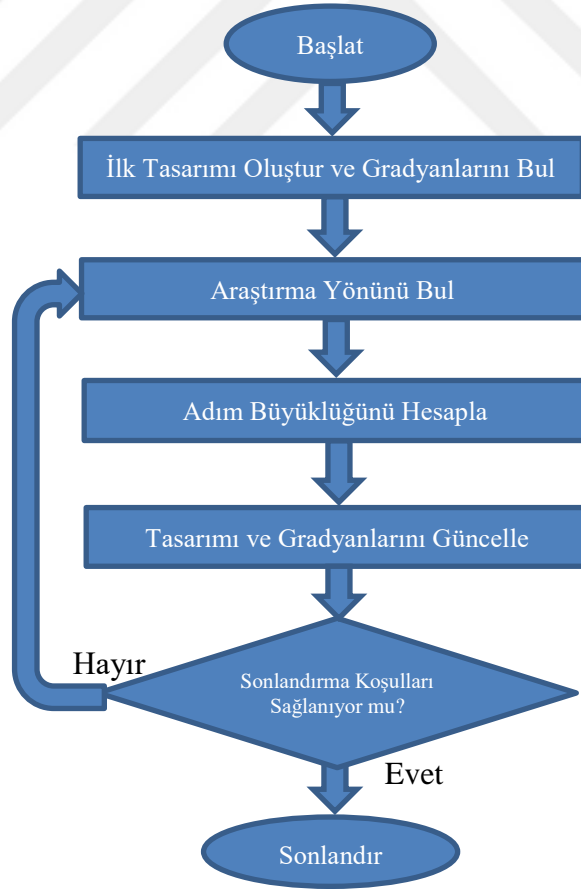 Başlat
İlk Tasarımı Oluştur ve Gradyanlarını Bul
Araştırma Yönünü Bul
Adım Büyüklüğünü Hesapla
Tasarımı ve Gradyanlarını Güncelle
Hayır
Sonlandırma Koşulları
Sağlanıyor mu?
Evet
Sonlandır